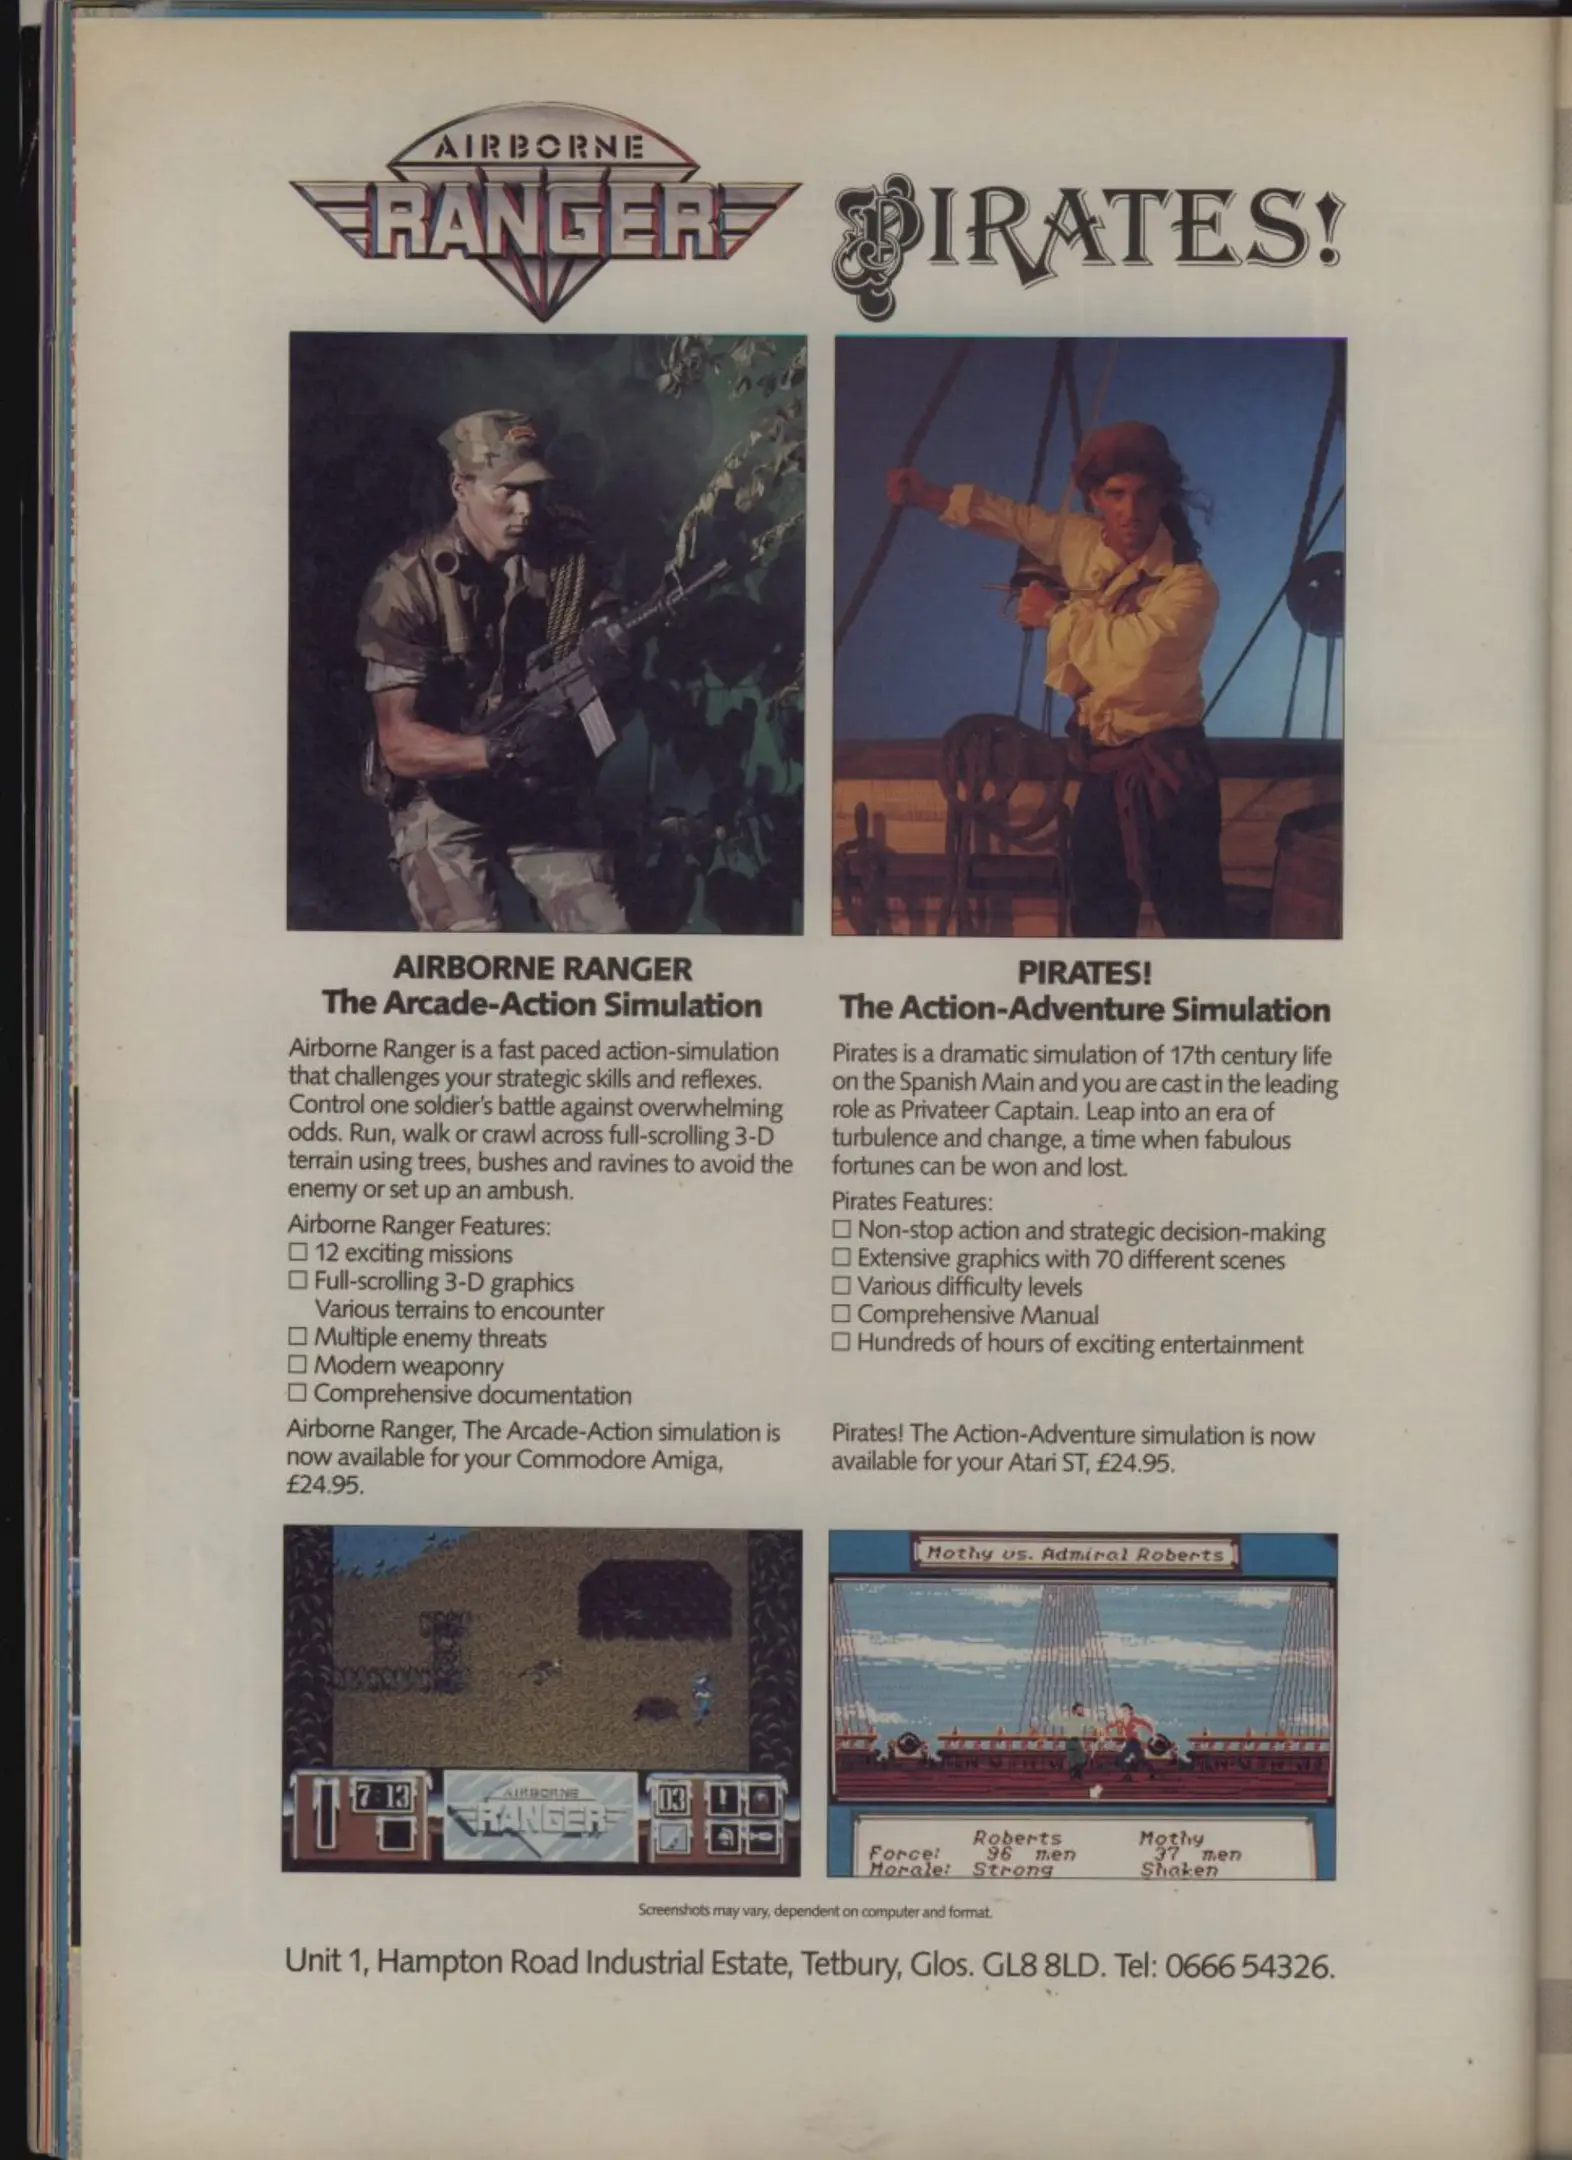 AIRBORNE
RANGER
PIRATES!
AIRBORNE RANGER
The Arcade-Action Simulation
Airborne Ranger is a fast paced action-simulation
that challenges your strategic skills and reflexes.
Control one soldier's battle against overwhelming
odds. Run, walk or crawl across full-scrolling 3-D
terrain using trees, bushes and ravines to avoid the
enemy or set up an ambush.
Airborne Ranger Features:
☐ 12 exciting missions
☐ Full-scrolling 3-D graphics
Various terrains to encounter
☐ Multiple enemy threats
☐ Modern weaponry
☐ Comprehensive documentation
Airborne Ranger, The Arcade-Action simulation is
now available for your Commodore Amiga,
£24.95.
PIRATES!
The Action-Adventure Simulation
Pirates is a dramatic simulation of 17th century life
on the Spanish Main and you are cast in the leading
role as Privateer Captain. Leap into an era of
turbulence and change, a time when fabulous
fortunes can be won and lost.
Pirates Features:
☐ Non-stop action and strategic decision-making
☐ Extensive graphics with 70 different scenes
☐ Various difficulty levels
☐ Comprehensive Manual
☐ Hundreds of hours of exciting entertainment
Pirates! The Action-Adventure simulation is now
available for your Atari ST, £24.95.
7:13
AIRBORNE
RANGER
03
Mothy vs. Admiral Roberts
Roberts Mothy
Force: 96 men 37 men
Morale: Strong Shaken
Screenshots may vary, dependent on computer and format.
Unit 1, Hampton Road Industrial Estate, Tetbury, Glos. GL8 8LD. Tel: 0666 54326.